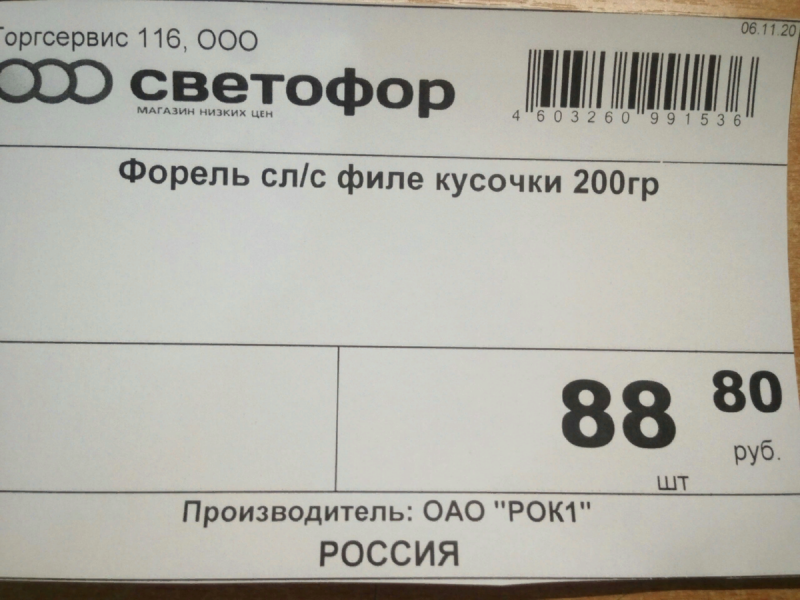 Торгсервис 116, ООО
06.11.20
светофор
МАГАЗИН НИЗКИХ ЦЕН
4 603260 991536
Форель сл/с филе кусочки 200гр
88 80
руб.
шт
Производитель: ОАО "РОК1"
РОССИЯ